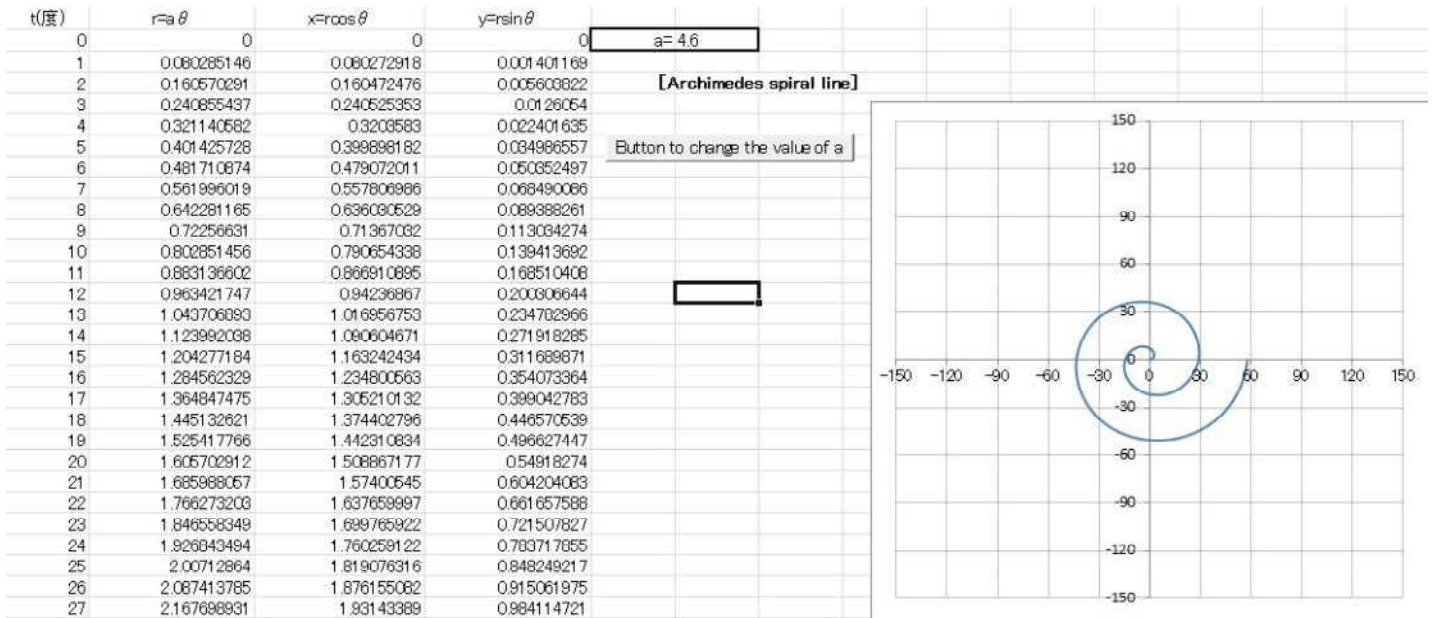 t(度) r=aθ x=rcosθ y=rsinθ
0 0 0 0 a= 4.6
1 0.080285146 0.080272918 0.001401169
2 0.160570291 0.160472476 0.005603822 [Archimedes spiral line]
3 0.240855437 0.240525353 0.0126054
4 0.321140582 0.3203583 0.022401635
5 0.401425728 0.399898182 0.034986557 Button to change the value of a
6 0.481710874 0.479072011 0.050352497
7 0.561996019 0.557806986 0.068490086
8 0.642281165 0.636030529 0.089388261
9 0.72256631 0.71367032 0.113034274
10 0.802851456 0.790654338 0.139413692
11 0.883136602 0.866910895 0.168510408
12 0.963421747 0.94236867 0.200306644
13 1.043706893 1.016956753 0.234782966
14 1.123992038 1.090604671 0.271918285
15 1.204277184 1.163242434 0.311689871
16 1.284562329 1.234800563 0.354073364
17 1.364847475 1.305210132 0.399042783
18 1.445132621 1.374402796 0.446570539
19 1.525417766 1.442310834 0.496627447
20 1.605702912 1.508867177 0.54918274
21 1.685988057 1.57400545 0.604204083
22 1.766273203 1.637659997 0.661657588
23 1.846558349 1.699765922 0.721507827
24 1.926843494 1.760259122 0.783717855
25 2.00712864 1.819076316 0.848249217
26 2.087413785 1.876155082 0.915061975
27 2.167698931 1.93143389 0.984114721
150
120
90
60
30
0
-150 -120 -90 -60 -30 0 30 60 90 120 150
-30
-60
-90
-120
-150